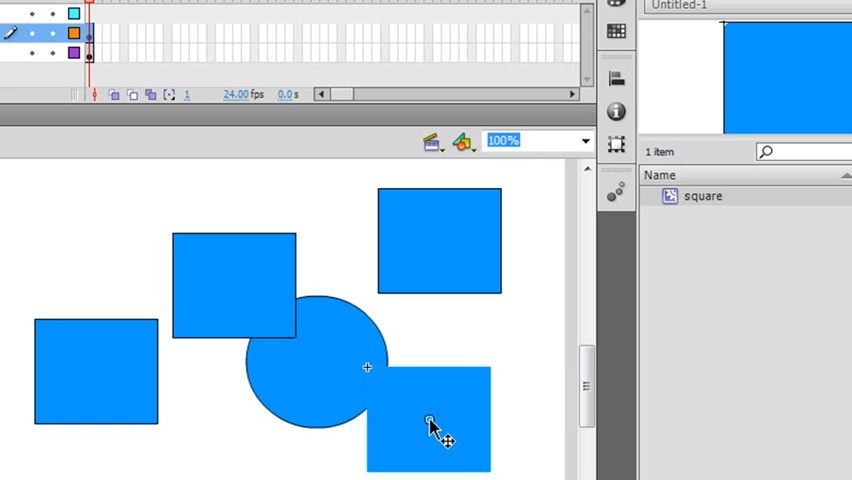 Untitled-1
1
24.00 fps
0.0 s
100%
1 item
Name
square